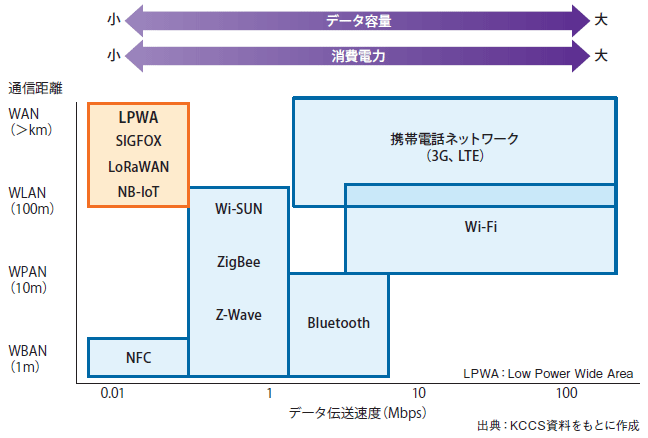 小 データ容量 大
小 消費電力 大
通信距離
WAN
(>km)
LPWA
SIGFOX
LoRaWAN
NB-IoT
携帯電話ネットワーク
(3G、LTE)
WLAN
(100m)
Wi-SUN
ZigBee
Z-Wave
Wi-Fi
WPAN
(10m)
Bluetooth
WBAN
(1m)
NFC
LPWA：Low Power Wide Area
0.01 1 10 100
データ伝送速度(Mbps)
出典：KCCS資料をもとに作成